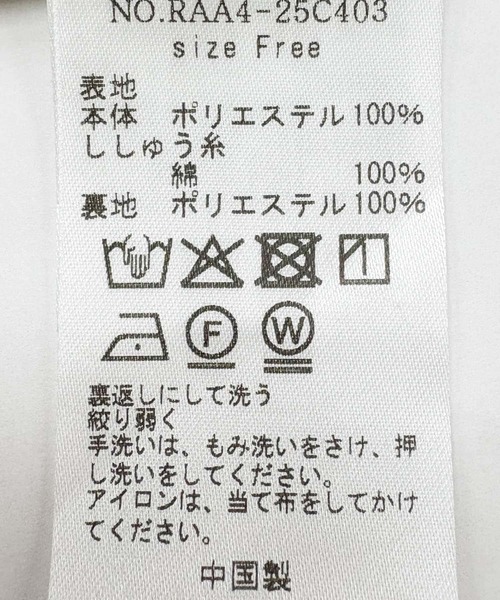 NO.RAA4-25C403
size Free
表地
本体 ポリエステル100%
ししゅう糸
綿 100%
裏地 ポリエステル100%
F W
裏返しにして洗う
絞り弱く
手洗いは、もみ洗いをさけ、押
し洗いをしてください。
アイロンは、当て布をしてかけ
てください。
中国製